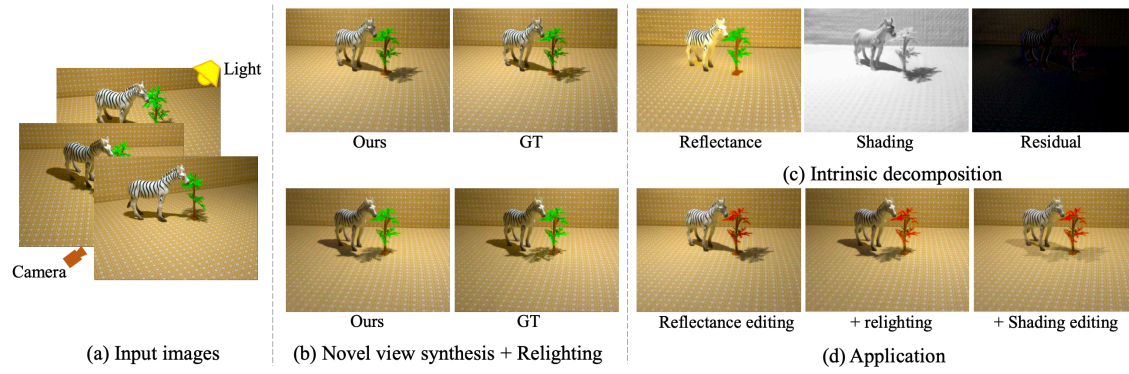 Light
Camera
(a) Input images
Ours GT
Ours GT
(b) Novel view synthesis + Relighting
Reflectance Shading Residual
(c) Intrinsic decomposition
Reflectance editing + relighting + Shading editing
(d) Application